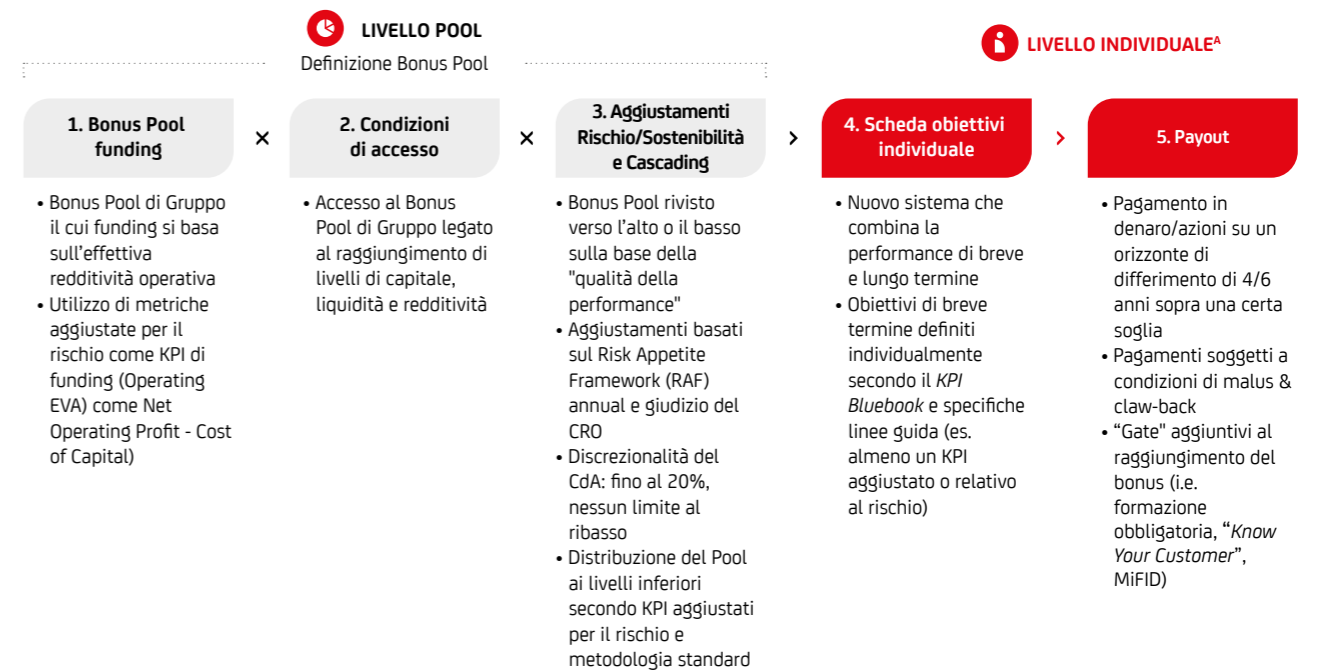 LIVELLO POOL
Definizione Bonus Pool
LIVELLO INDIVIDUALEᴬ
1. Bonus Pool
funding
×
2. Condizioni
di accesso
×
3. Aggiustamenti
Rischio/Sostenibilità
e Cascading
>
4. Scheda obiettivi
individuale
>
5. Payout
• Bonus Pool di Gruppo
il cui funding si basa
sull'effettiva
redditività operativa
• Utilizzo di metriche
aggiustate per il
rischio come KPI di
funding (Operating
EVA) come Net
Operating Profit - Cost
of Capital)
• Accesso al Bonus
Pool di Gruppo legato
al raggiungimento di
livelli di capitale,
liquidità e redditività
• Bonus Pool rivisto
verso l'alto o il basso
sulla base della
"qualità della
performance"
• Aggiustamenti basati
sul Risk Appetite
Framework (RAF)
annual e giudizio del
CRO
• Discrezionalità del
CdA: fino al 20%,
nessun limite al
ribasso
• Distribuzione del Pool
ai livelli inferiori
secondo KPI aggiustati
per il rischio e
metodologia standard
• Nuovo sistema che
combina la
performance di breve
e lungo termine
• Obiettivi di breve
termine definiti
individualmente
secondo il KPI
Bluebook e specifiche
linee guida (es.
almeno un KPI
aggiustato o relativo
al rischio)
• Pagamento in
denaro/azioni su un
orizzonte di
differimento di 4/6
anni sopra una certa
soglia
• Pagamenti soggetti a
condizioni di malus &
claw-back
• “Gate" aggiuntivi al
raggiungimento del
bonus (i.e.
formazione
obbligatoria, “Know
Your Customer”,
MiFID)